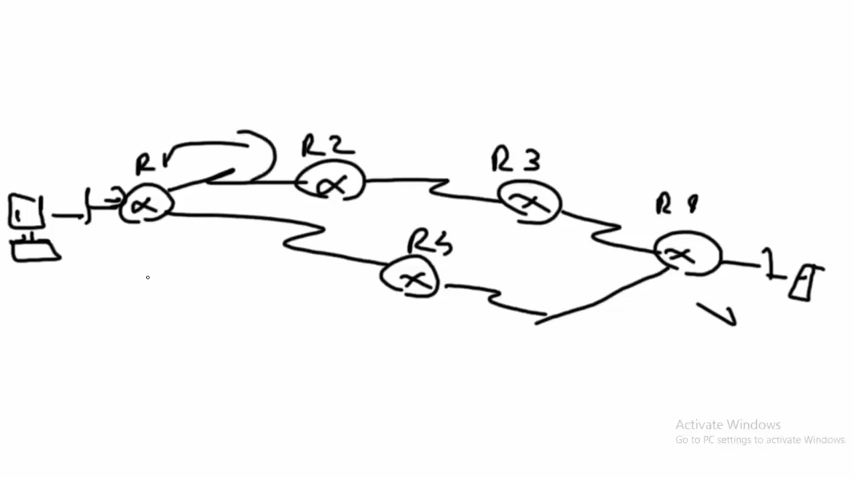 R1
R2
R3
R4
R5
Activate Windows
Go to PC settings to activate Windows.